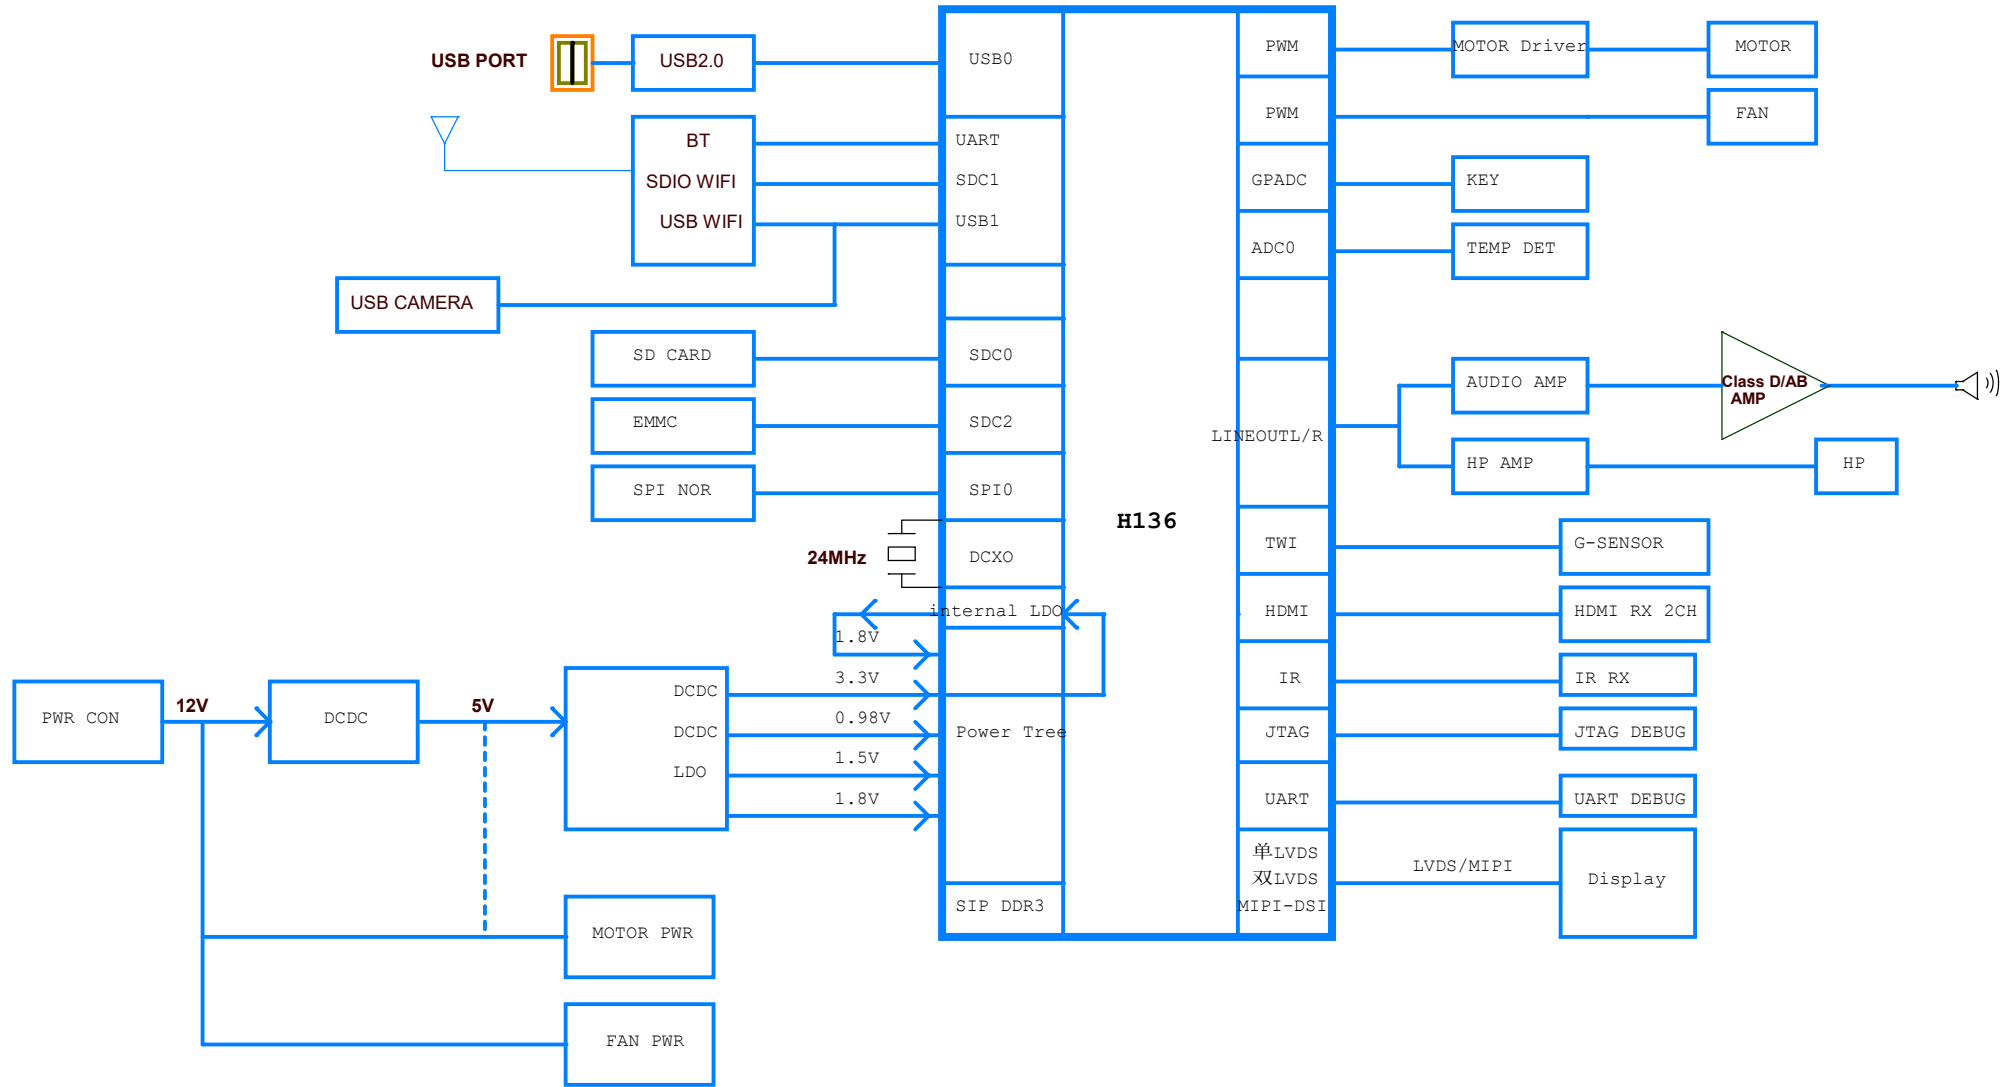 USB PORT
USB2.0
USB0
BT
SDIO WIFI
USB WIFI
UART
SDC1
USB1
USB CAMERA
SD CARD
SDC0
EMMC
SDC2
SPI NOR
SPI0
24MHz
DCXO
internal LDO
1.8V
3.3V
0.98V
1.5V
1.8V
Power Tree
SIP DDR3
PWR CON
12V
DCDC
5V
DCDC
DCDC
LDO
MOTOR PWR
FAN PWR
H136
PWM
MOTOR Driver
MOTOR
PWM
FAN
GPADC
KEY
ADC0
TEMP DET
LINEOUTL/R
AUDIO AMP
Class D/AB
AMP
HP AMP
HP
TWI
G-SENSOR
HDMI
HDMI RX 2CH
IR
IR RX
JTAG
JTAG DEBUG
UART
UART DEBUG
单LVDS
双LVDS
MIPI-DSI
LVDS/MIPI
Display